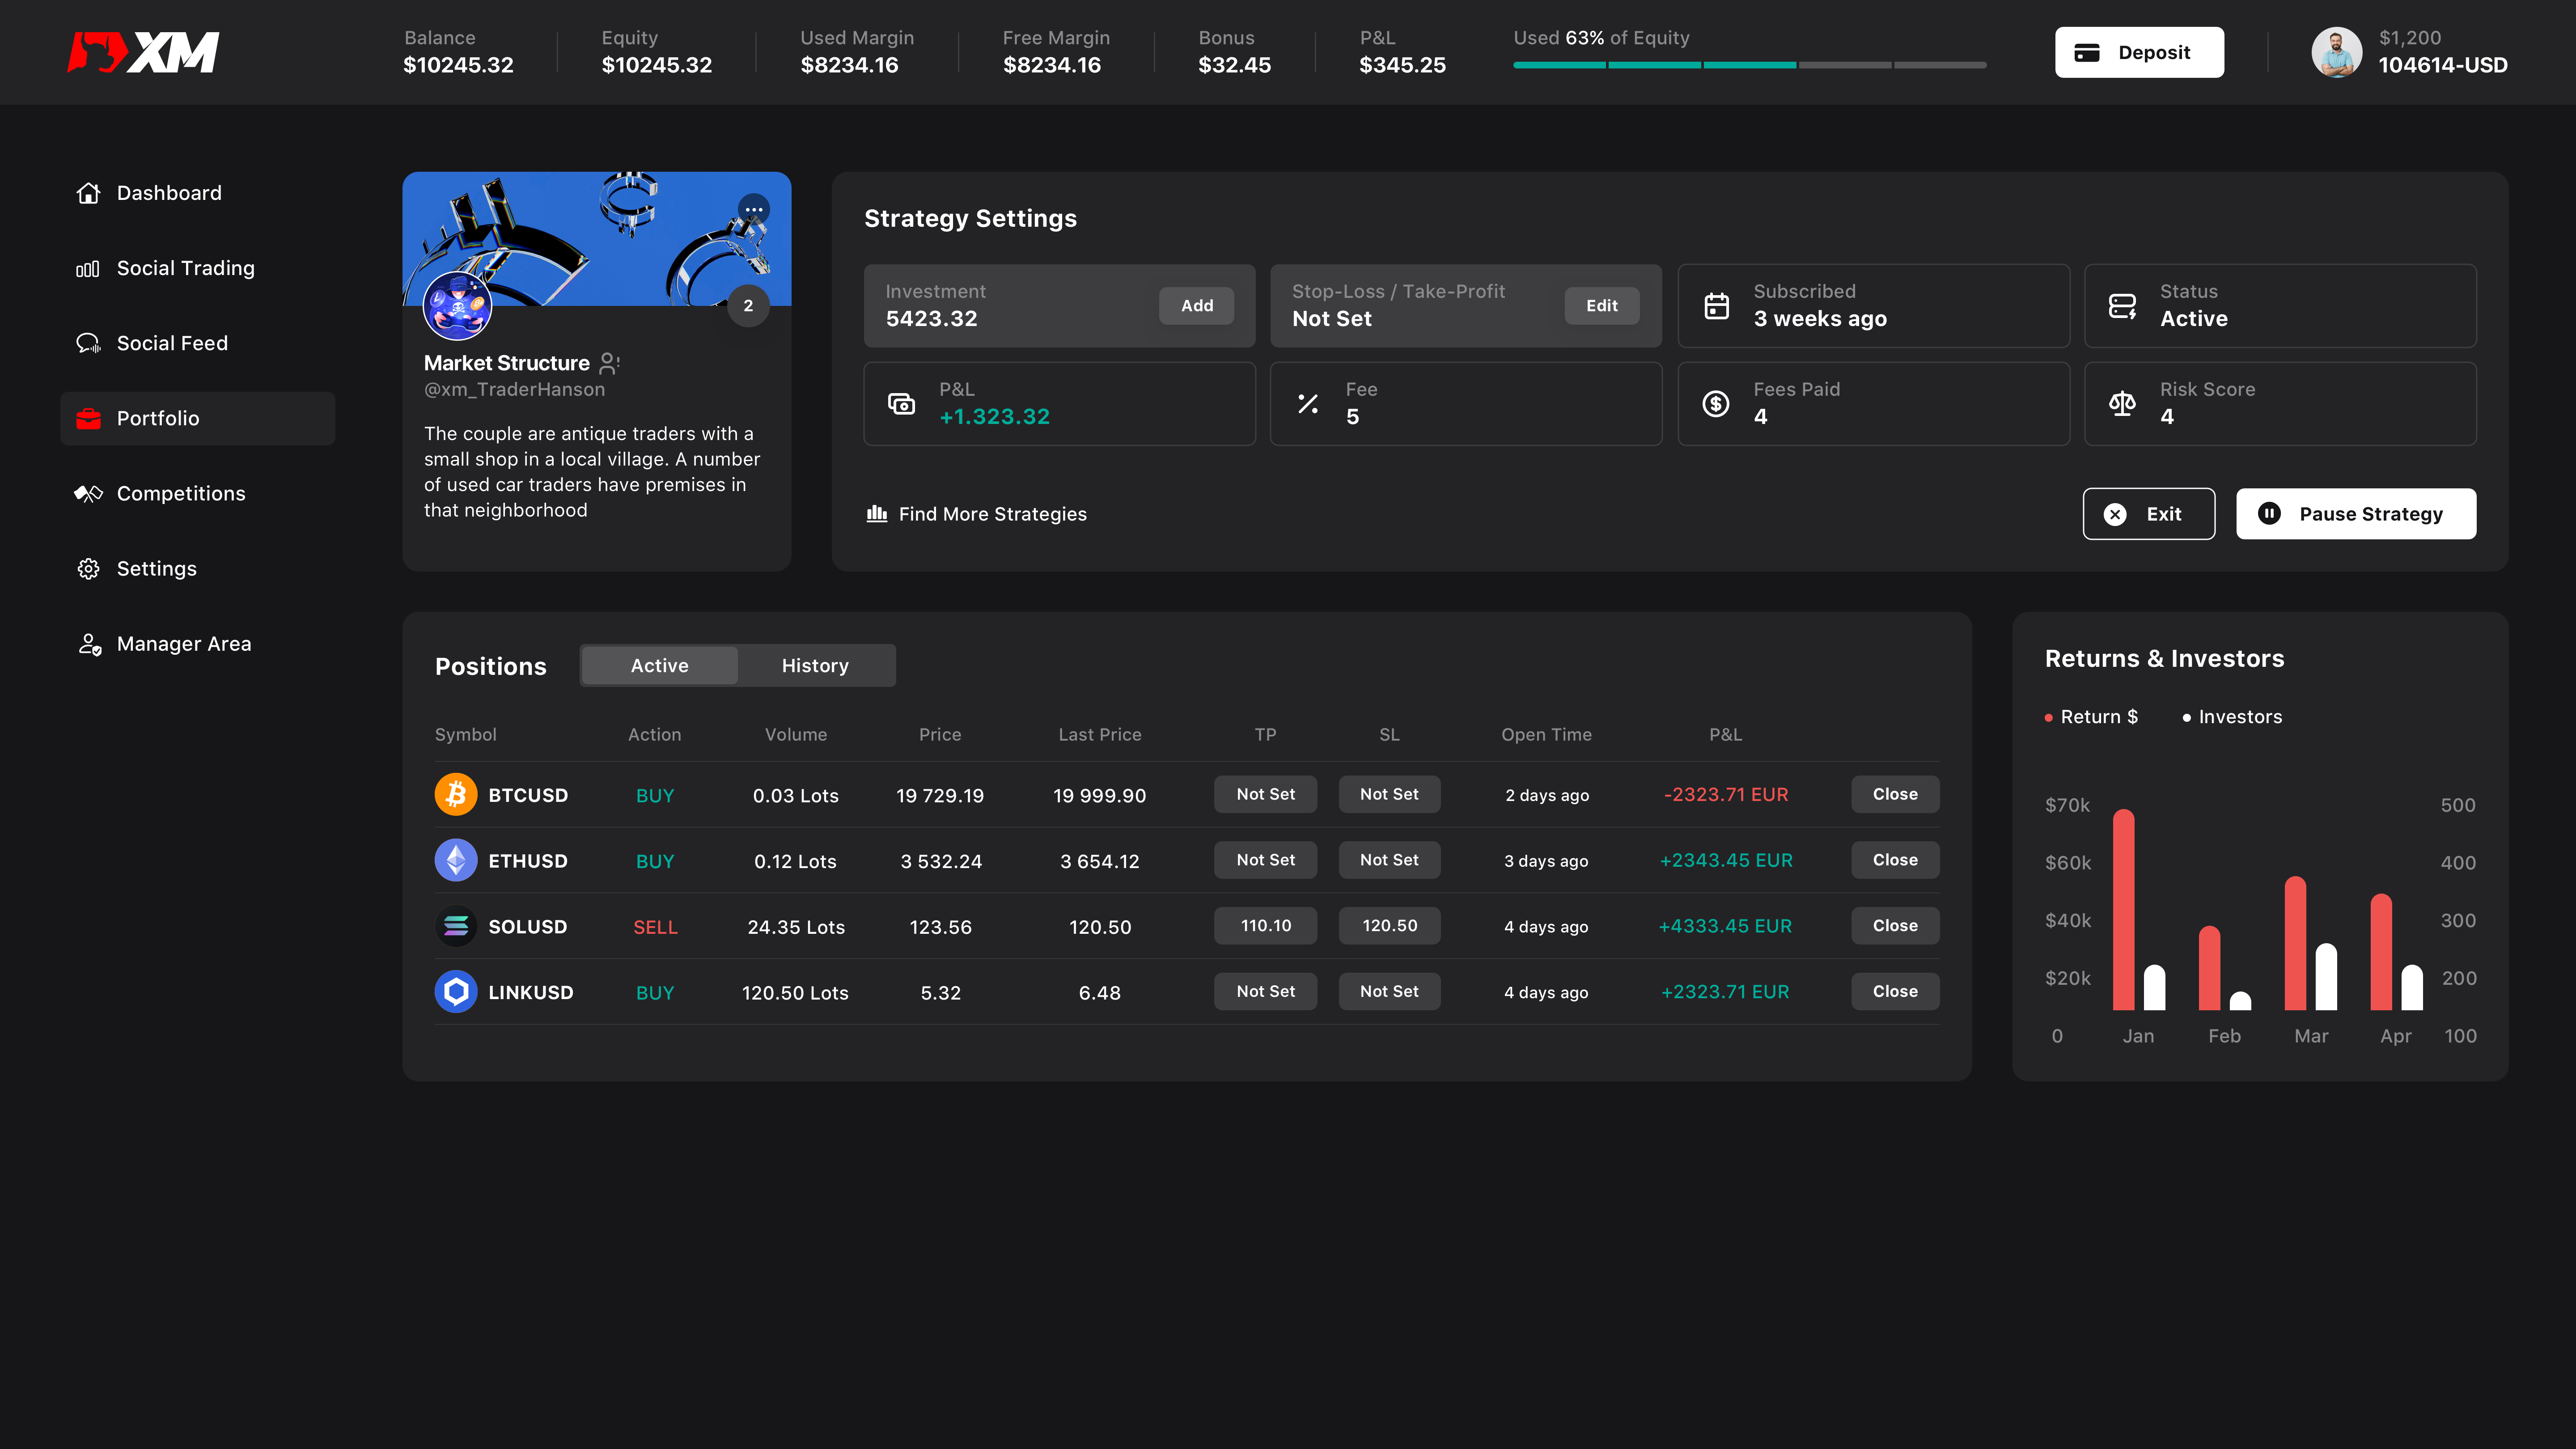 XM
Balance
$10245.32
Equity
$10245.32
Used Margin
$8234.16
Free Margin
$8234.16
Bonus
$32.45
P&L
$345.25
Used 63% of Equity
Deposit
$1,200
104614-USD
Dashboard
Social Trading
Social Feed
Portfolio
Competitions
Settings
Manager Area
2
Market Structure
@xm_TraderHanson
The couple are antique traders with a
small shop in a local village. A number
of used car traders have premises in
that neighborhood
Strategy Settings
Investment
5423.32
Add
Stop-Loss / Take-Profit
Not Set
Edit
Subscribed
3 weeks ago
Status
Active
P&L
+1.323.32
Fee
5
Fees Paid
4
Risk Score
4
Find More Strategies
Exit
Pause Strategy
Positions
Active
History
Symbol Action Volume Price Last Price TP SL Open Time P&L
BTCUSD BUY 0.03 Lots 19 729.19 19 999.90 Not Set Not Set 2 days ago -2323.71 EUR Close
ETHUSD BUY 0.12 Lots 3 532.24 3 654.12 Not Set Not Set 3 days ago +2343.45 EUR Close
SOLUSD SELL 24.35 Lots 123.56 120.50 110.10 120.50 4 days ago +4333.45 EUR Close
LINKUSD BUY 120.50 Lots 5.32 6.48 Not Set Not Set 4 days ago +2323.71 EUR Close
Returns & Investors
Return $ Investors
$70k 500
$60k 400
$40k 300
$20k 200
0 Jan Feb Mar Apr 100